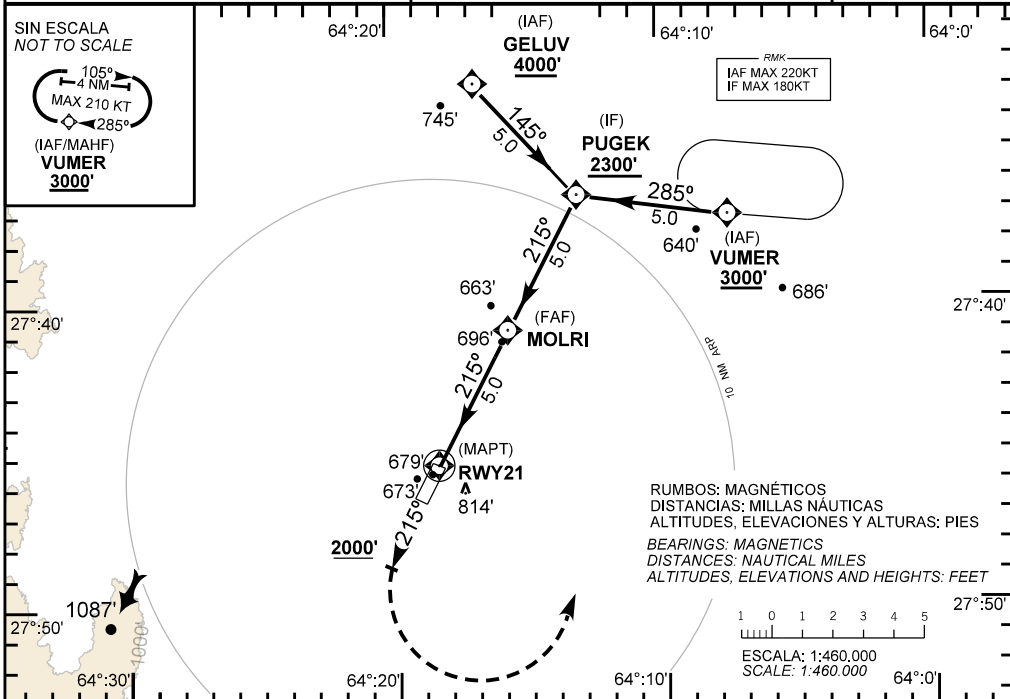 SIN ESCALA
NOT TO SCALE
105º
4 NM
MAX 210 KT
285º
(IAF/MAHF)
VUMER
3000'
64°:20'
64°:10'
64°:0'
(IAF)
GELUV
4000'
RMK
IAF MAX 220KT
IF MAX 180KT
745'
145º
5.0
(IF)
PUGEK
2300'
285º
5.0
640'
(IAF)
VUMER
3000'
686'
215º
5.0
663'
27°:40'
27°:40'
(FAF)
MOLRI
696'
10 NM ARP
215º
5.0
(MAPT)
RWY21
679'
673'
814'
215º
2000'
RUMBOS: MAGNÉTICOS
DISTANCIAS: MILLAS NÁUTICAS
ALTITUDES, ELEVACIONES Y ALTURAS: PIES
BEARINGS: MAGNETICS
DISTANCES: NAUTICAL MILES
ALTITUDES, ELEVATIONS AND HEIGHTS: FEET
1087'
1000'
27°:50'
27°:50'
1 0 1 2 3 4 5
ESCALA: 1:460.000
SCALE: 1:460.000
64°:30'
64°:20'
64°:10'
64°:0'